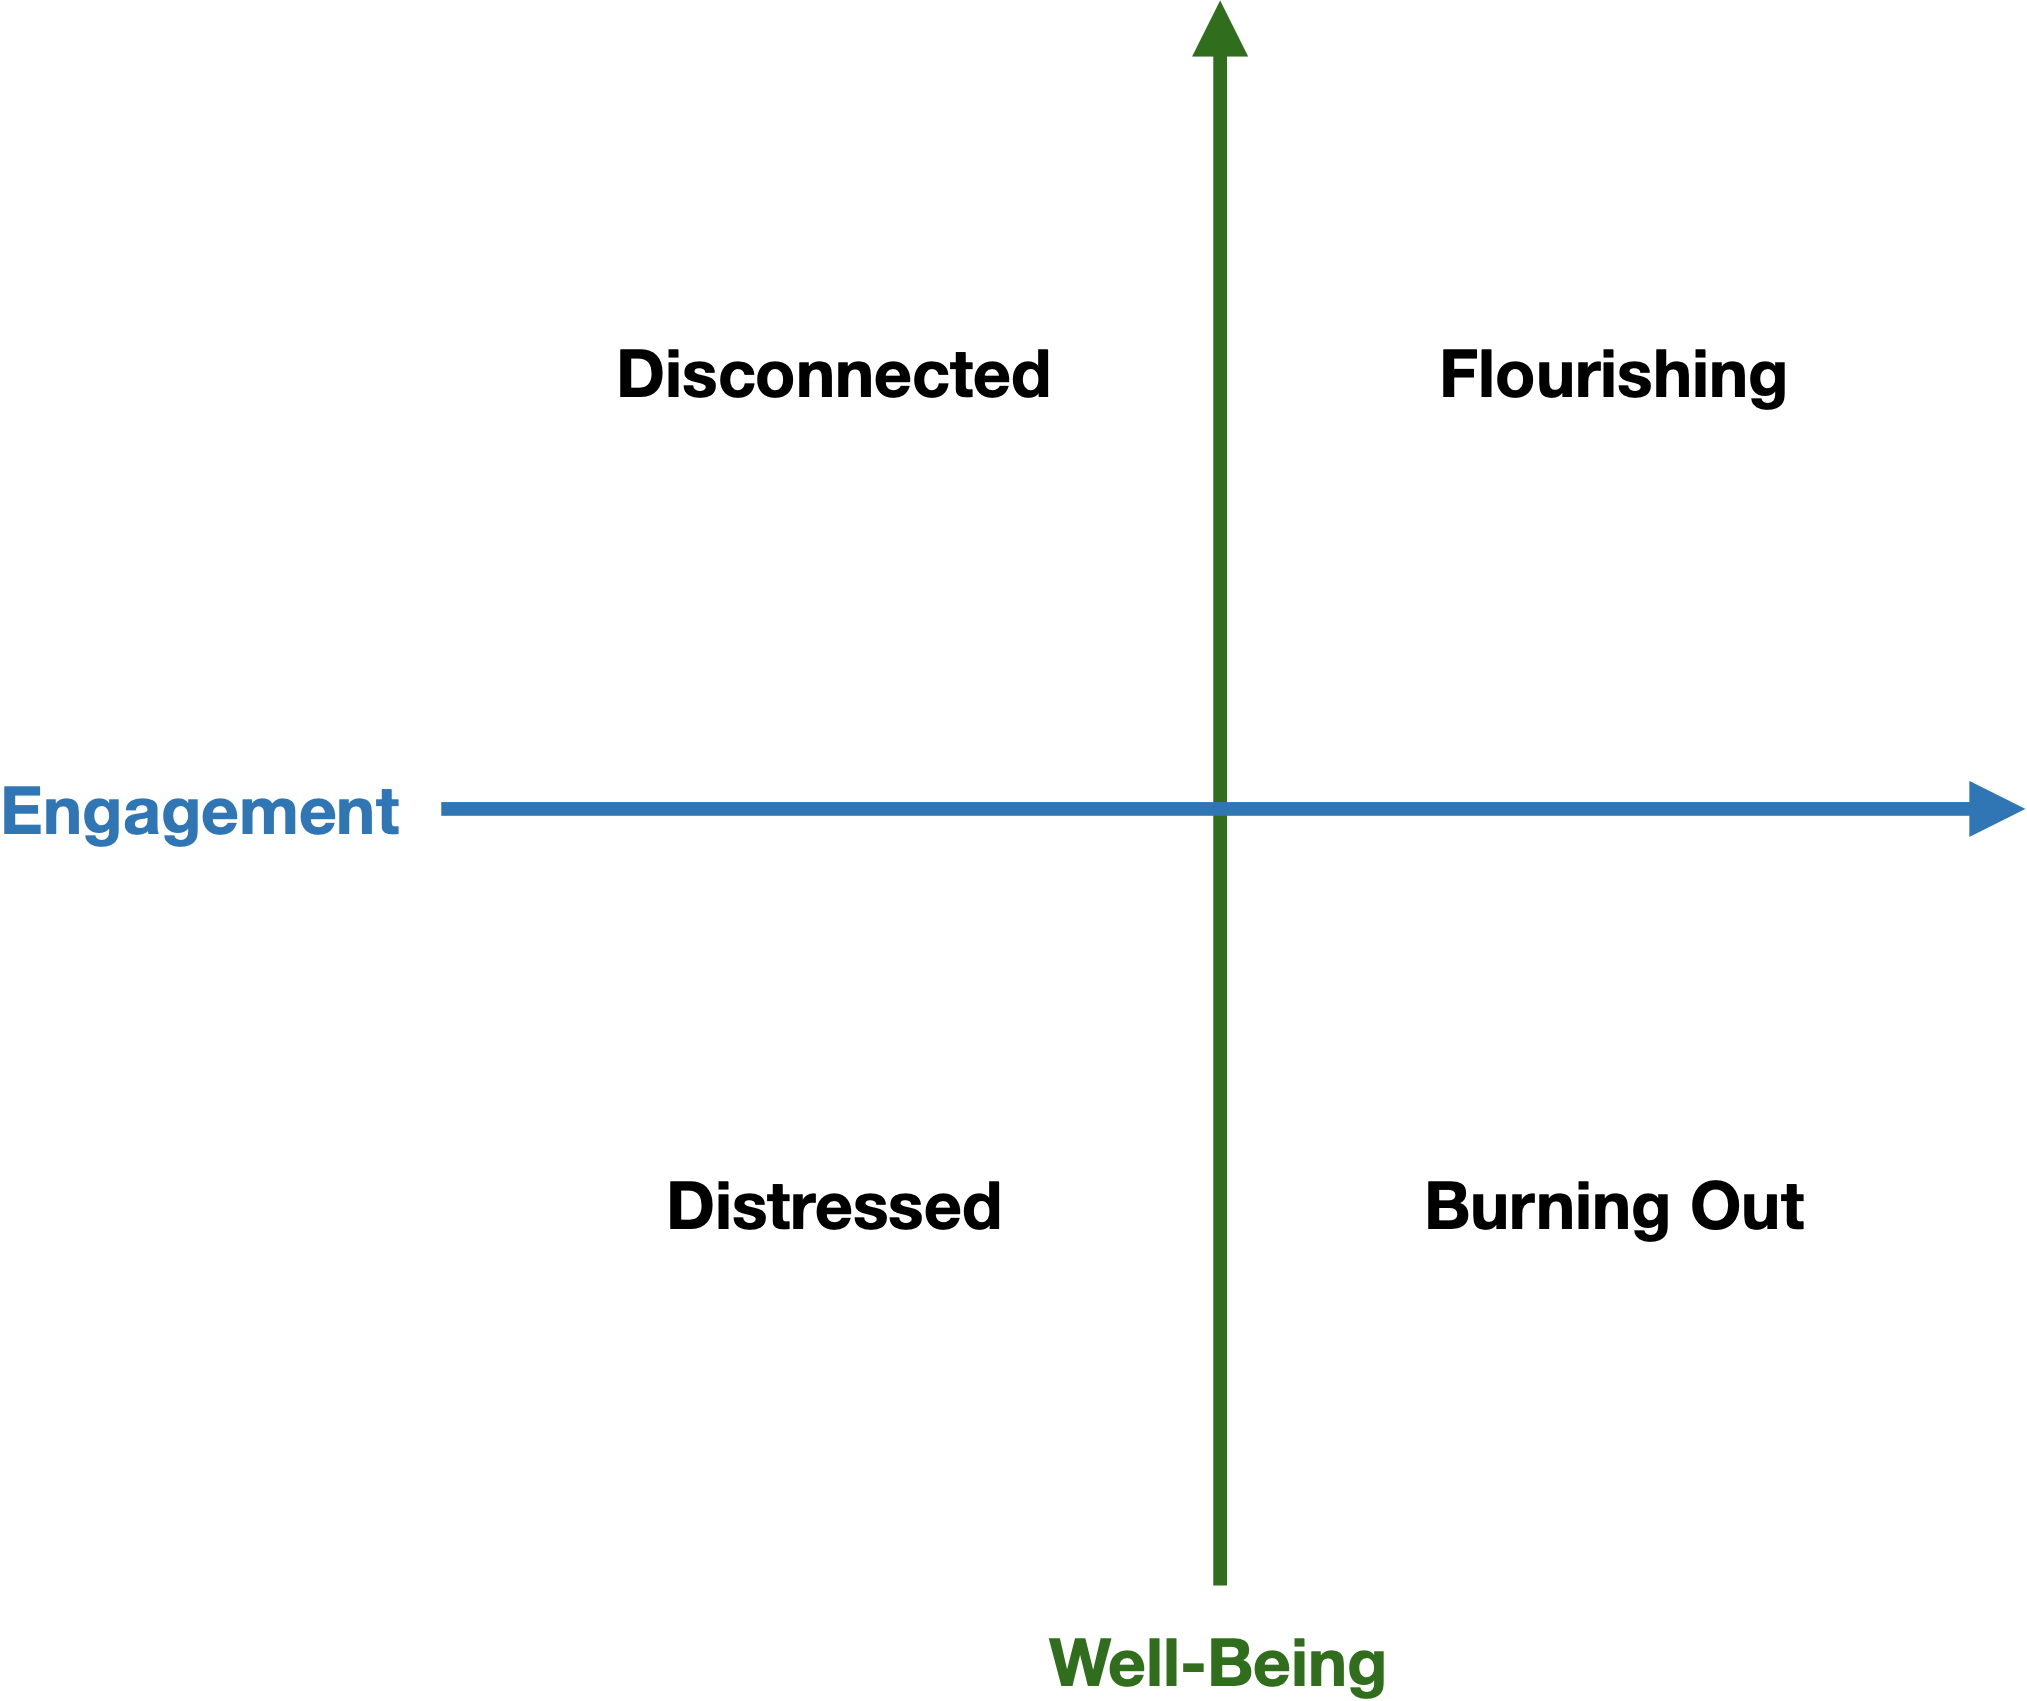 Disconnected
Flourishing
Engagement
Distressed
Burning Out
Well-Being